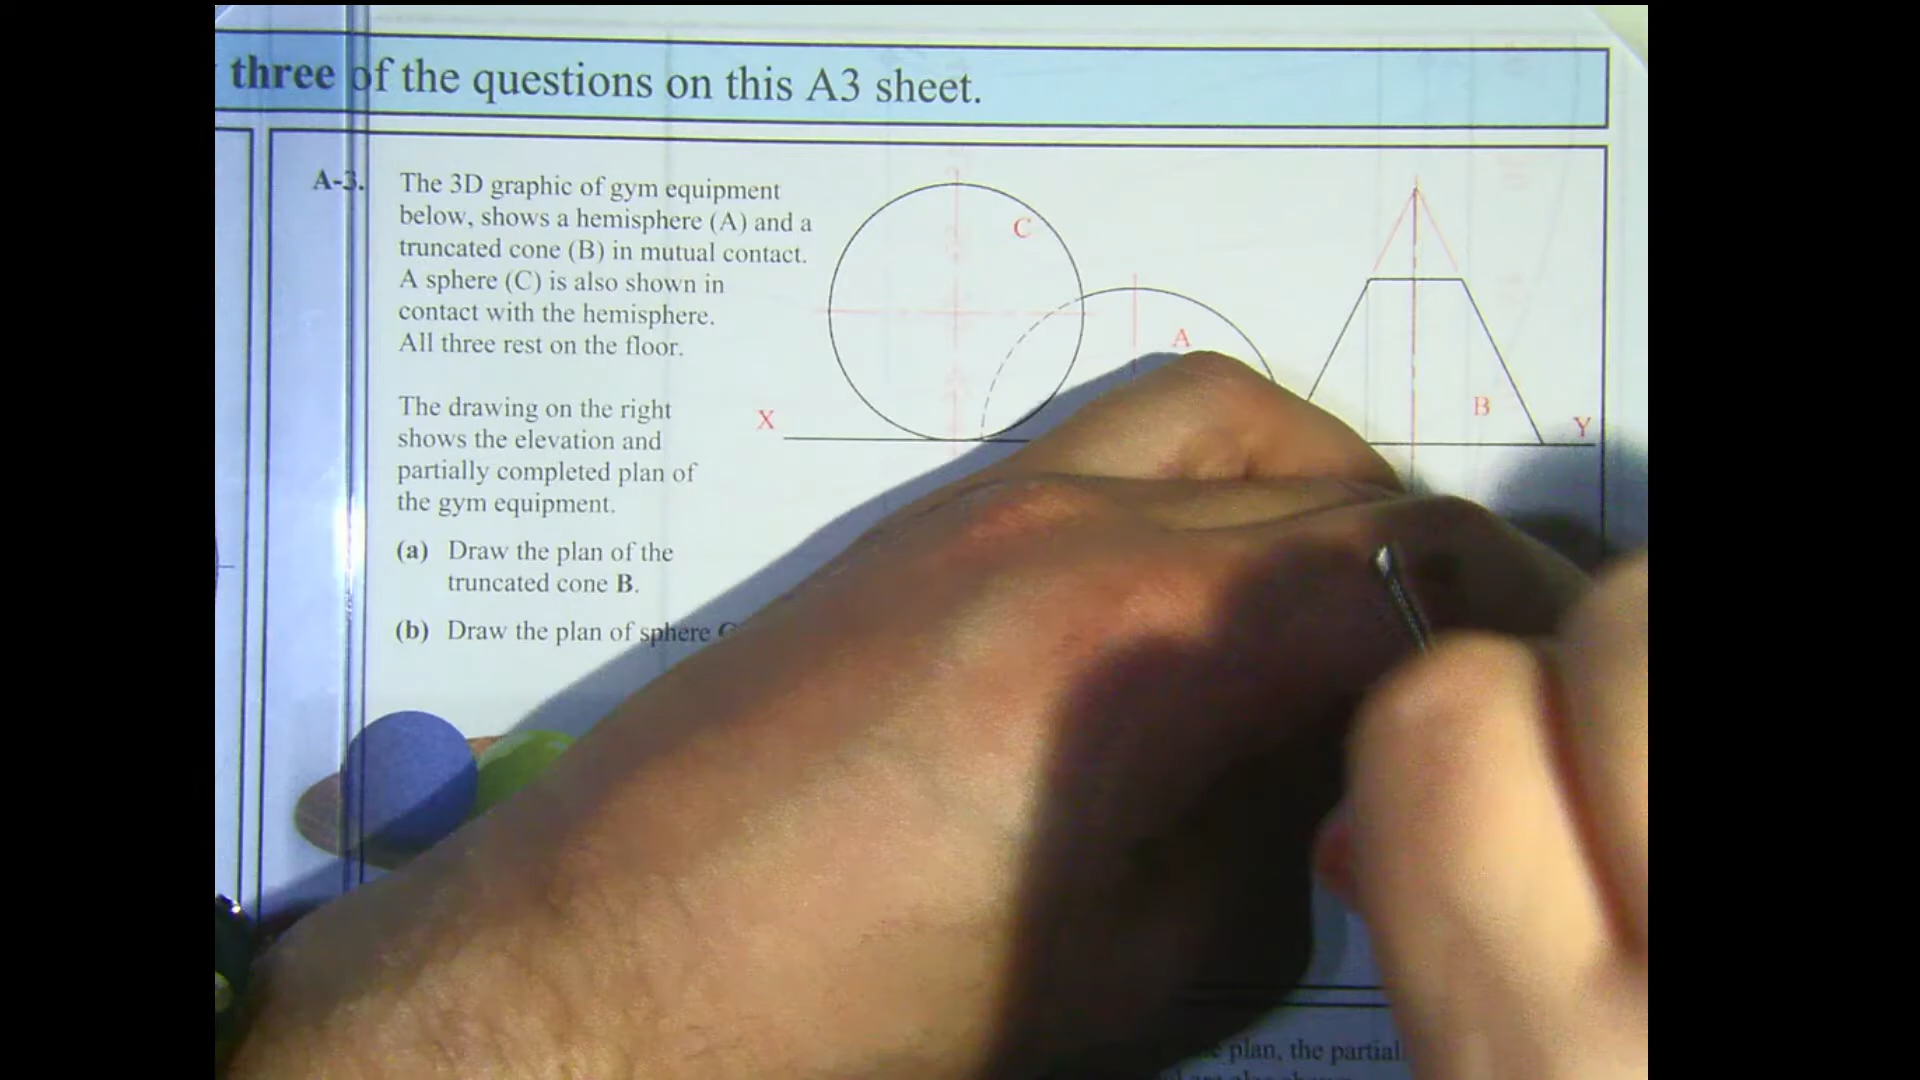 three of the questions on this A3 sheet.
A-3.
The 3D graphic of gym equipment
below, shows a hemisphere (A) and a
truncated cone (B) in mutual contact.
A sphere (C) is also shown in
contact with the hemisphere.
All three rest on the floor.
The drawing on the right
shows the elevation and
partially completed plan of
the gym equipment.
(a) Draw the plan of the
truncated cone B.
(b) Draw the plan of sphere
C
A
B
X
Y
plan, the partial